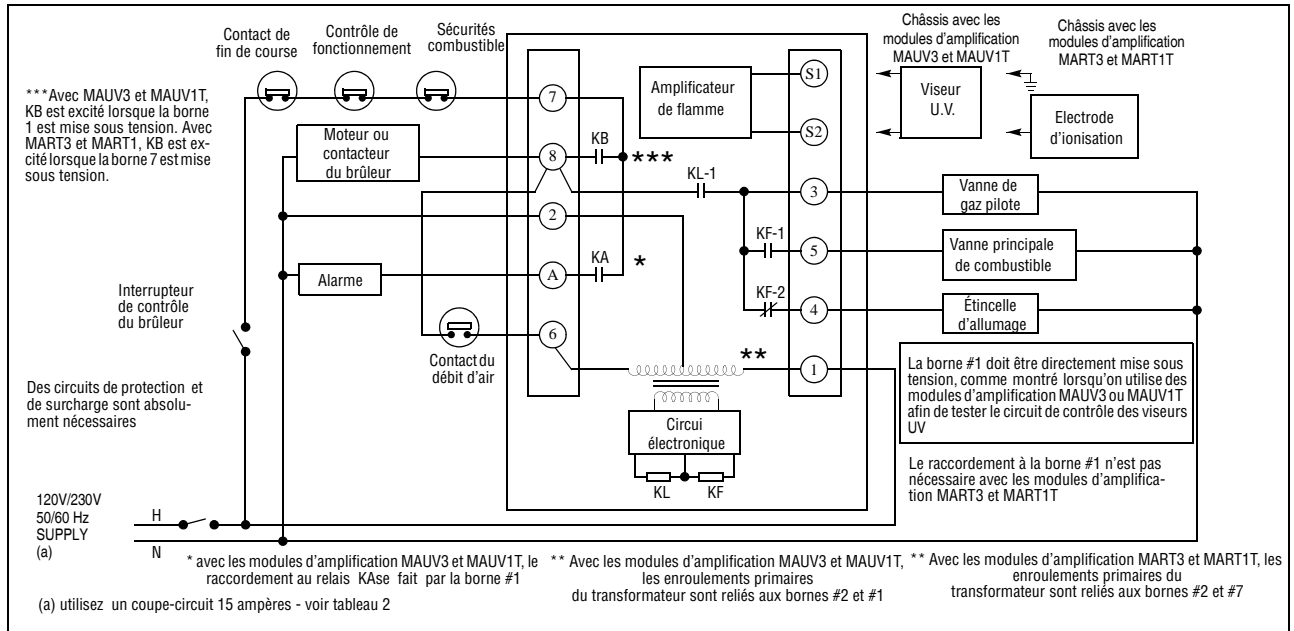 Contact de
fin de course
Contrôle de
fonctionnement
Sécurités
combustible
Châssis avec les
modules d'amplification
MAUV3 et MAUV1T
Châssis avec les
modules d'amplification
MART3 et MART1T
***Avec MAUV3 et MAUV1T,
KB est excité lorsque la borne
1 est mise sous tension. Avec
MART3 et MART1, KB est ex-
cité lorsque la borne 7 est mise
sous tension.
7
Amplificateur
de flamme
S1
S2
Viseur
U.V.
Electrode
d'ionisation
Moteur ou
contacteur
du brûleur
8
KB
***
KL-1
3
Vanne de
gaz pilote
2
KF-1
5
Vanne principale
de combustible
Alarme
A
KA
*
KF-2
4
Étincelle
d'allumage
Interrupteur
de contrôle
du brûleur
Contact du
débit d'air
6
**
1
La borne #1 doit être directement mise sous
tension, comme montré lorsqu'on utilise des
modules d'amplification MAUV3 ou MAUV1T
afin de tester le circuit de contrôle des viseurs
UV
Des circuits de protection et
de surcharge sont absolu-
ment nécessaires
Circui
électronique
KL
KF
Le raccordement à la borne #1 n'est pas
nécessaire avec les modules d'amplifica-
tion MART3 et MART1T
120V/230V
50/60 Hz
SUPPLY
(a)
H
N
* avec les modules d'amplification MAUV3 et MAUV1T, le
raccordement au relais KAse fait par la borne #1
** Avec les modules d'amplification MAUV3 et MAUV1T,
les enroulements primaires
du transformateur sont reliés aux bornes #2 et #1
** Avec les modules d'amplification MART3 et MART1T, les
enroulements primaires du
transformateur sont reliés aux bornes #2 et #7
(a) utilisez un coupe-circuit 15 ampères - voir tableau 2